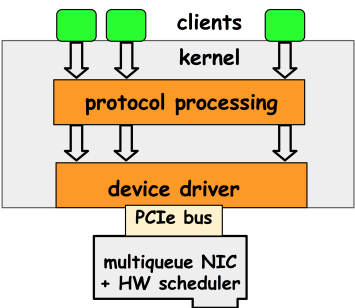 clients
kernel
protocol processing
device driver
PCIe bus
multiqueue NIC
+ HW scheduler